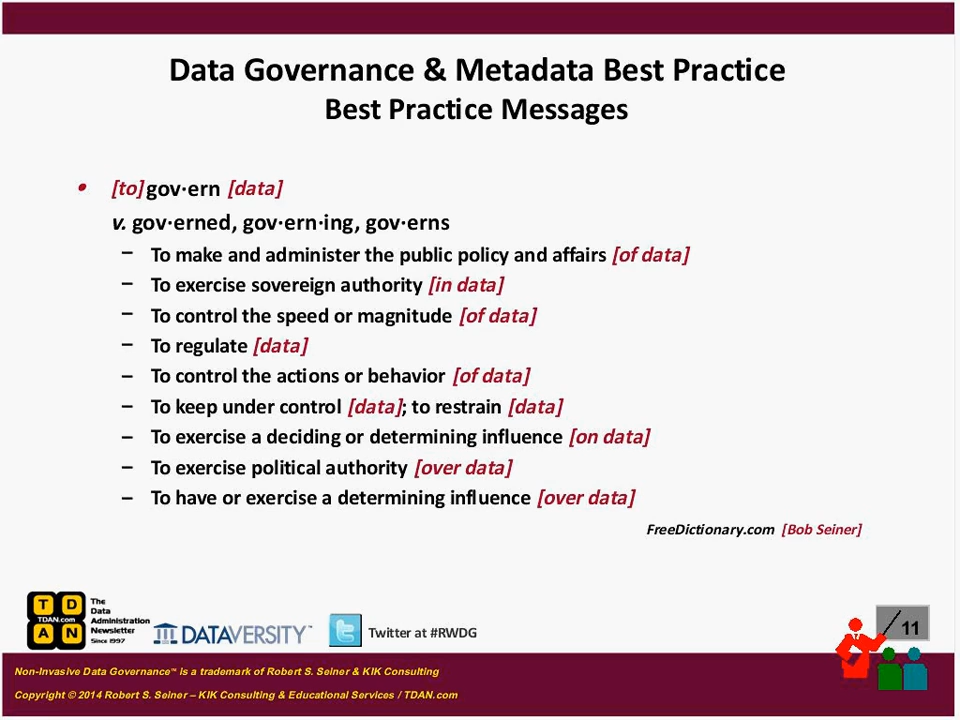 Data Governance & Metadata Best Practice
Best Practice Messages
• [to] gov·ern [data]
v. gov·erned, gov·ern·ing, gov·erns
– To make and administer the public policy and affairs [of data]
– To exercise sovereign authority [in data]
– To control the speed or magnitude [of data]
– To regulate [data]
– To control the actions or behavior [of data]
– To keep under control [data]; to restrain [data]
– To exercise a deciding or determining influence [on data]
– To exercise political authority [over data]
– To have or exercise a determining influence [over data]
FreeDictionary.com [Bob Seiner]
T D
TDAN.com
A N
The
Data
Administration
Newsletter
Since 1997
DATAVERSITY™
Twitter at #RWDG
11
Non-Invasive Data Governance™ is a trademark of Robert S. Seiner & KIK Consulting
Copyright © 2014 Robert S. Seiner – KIK Consulting & Educational Services / TDAN.com